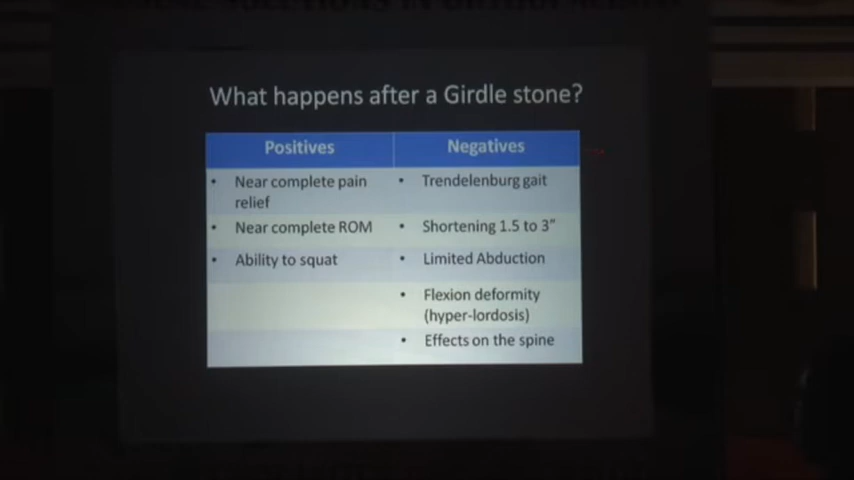 What happens after a Girdle stone?
Positives Negatives
• Near complete pain relief • Trendelenburg gait
• Near complete ROM • Shortening 1.5 to 3"
• Ability to squat • Limited Abduction
• Flexion deformity
(hyper-lordosis)
• Effects on the spine